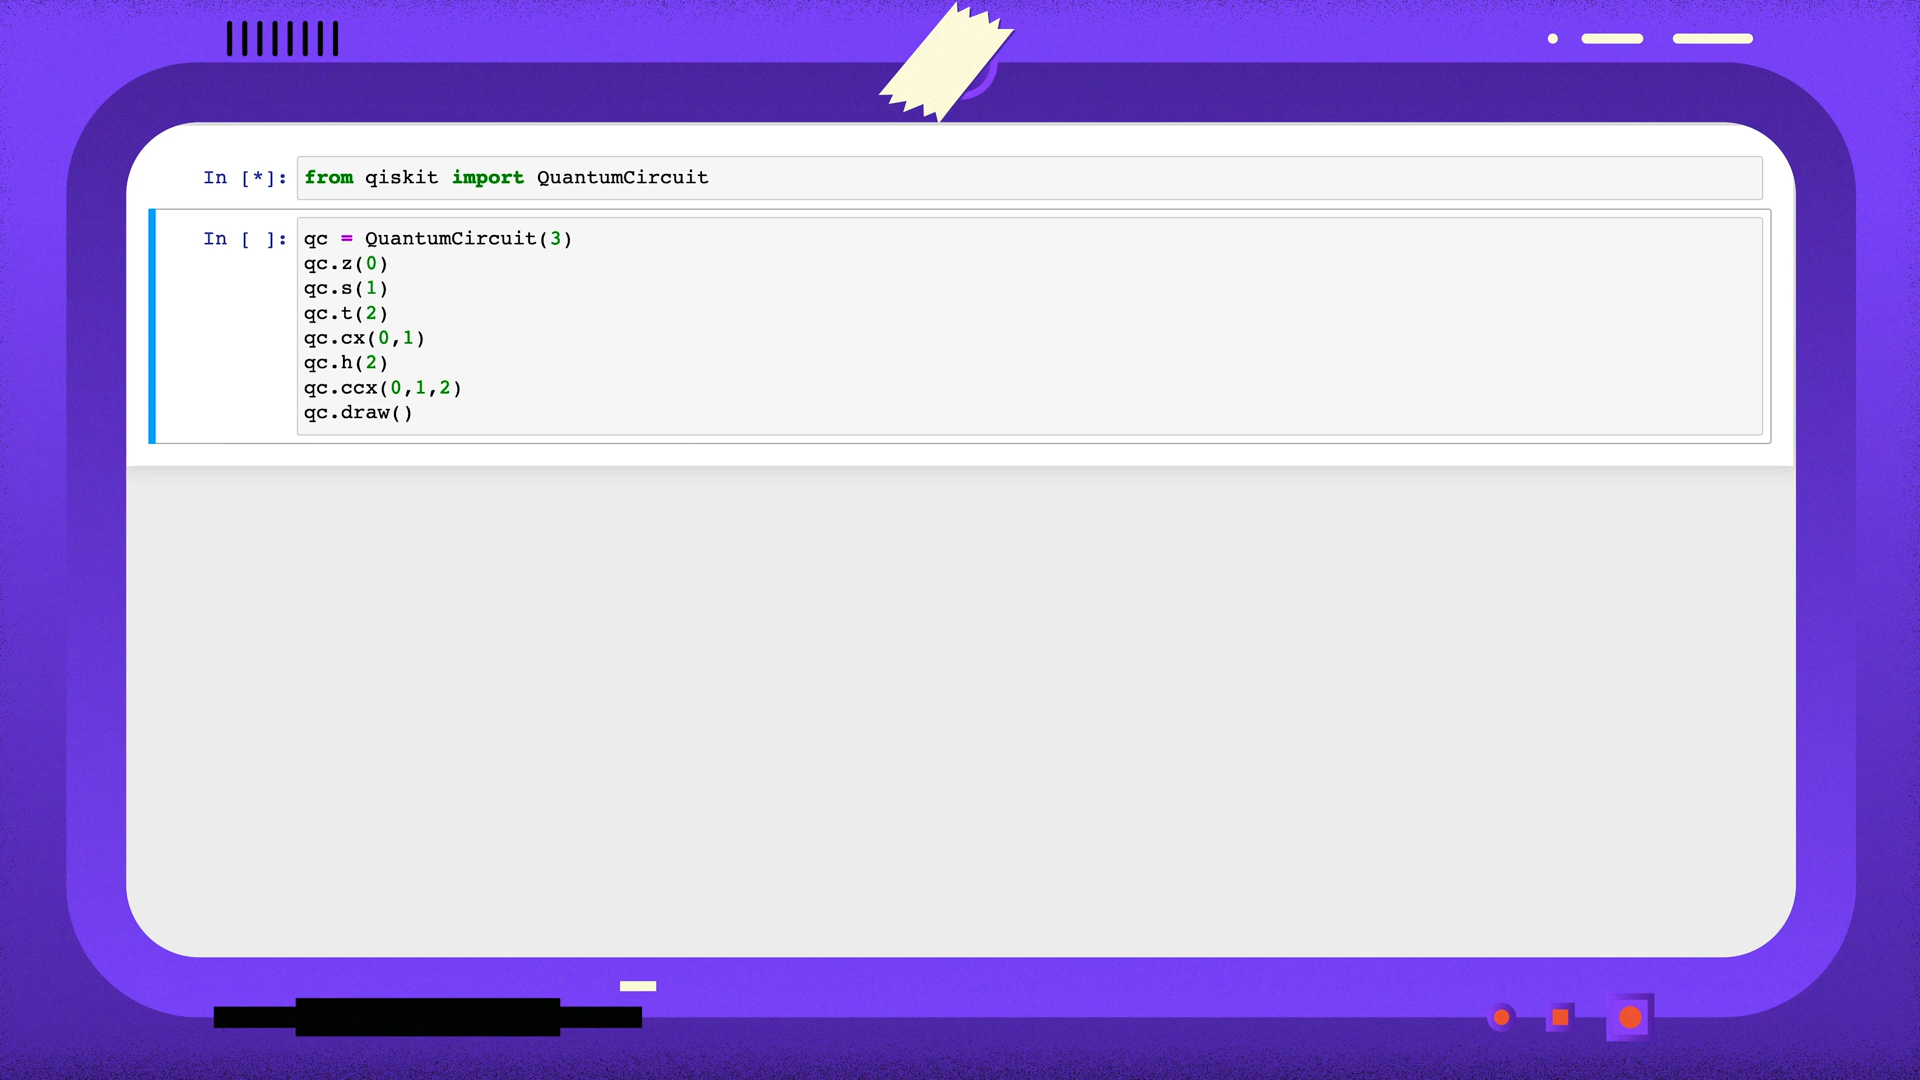 In [*]: from qiskit import QuantumCircuit
In [ ]: qc = QuantumCircuit(3)
qc.z(0)
qc.s(1)
qc.t(2)
qc.cx(0,1)
qc.h(2)
qc.ccx(0,1,2)
qc.draw()